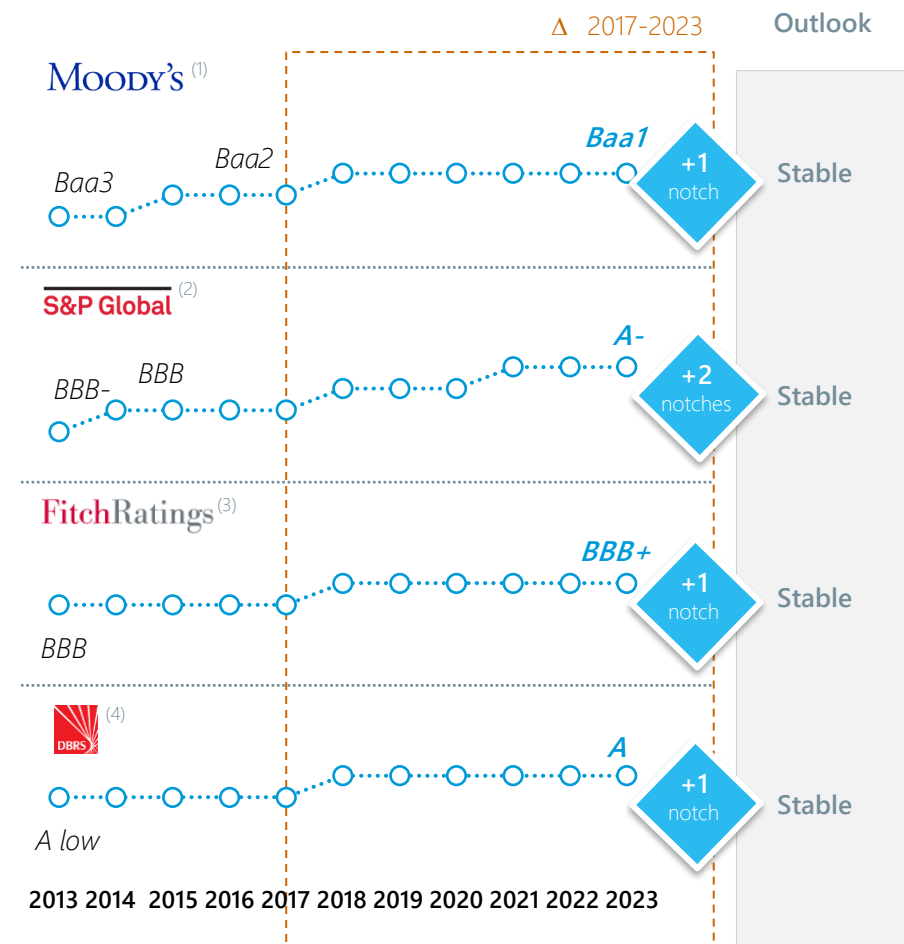 Δ 2017-2023
Outlook
MOODY'S (1)
Baa3
Baa2
Baa1
+1
notch
Stable
S&P Global (2)
BBB-
BBB
A-
+2
notches
Stable
FitchRatings (3)
BBB
BBB+
+1
notch
Stable
DBRS (4)
A low
A
+1
notch
Stable
2013 2014 2015 2016 2017 2018 2019 2020 2021 2022 2023